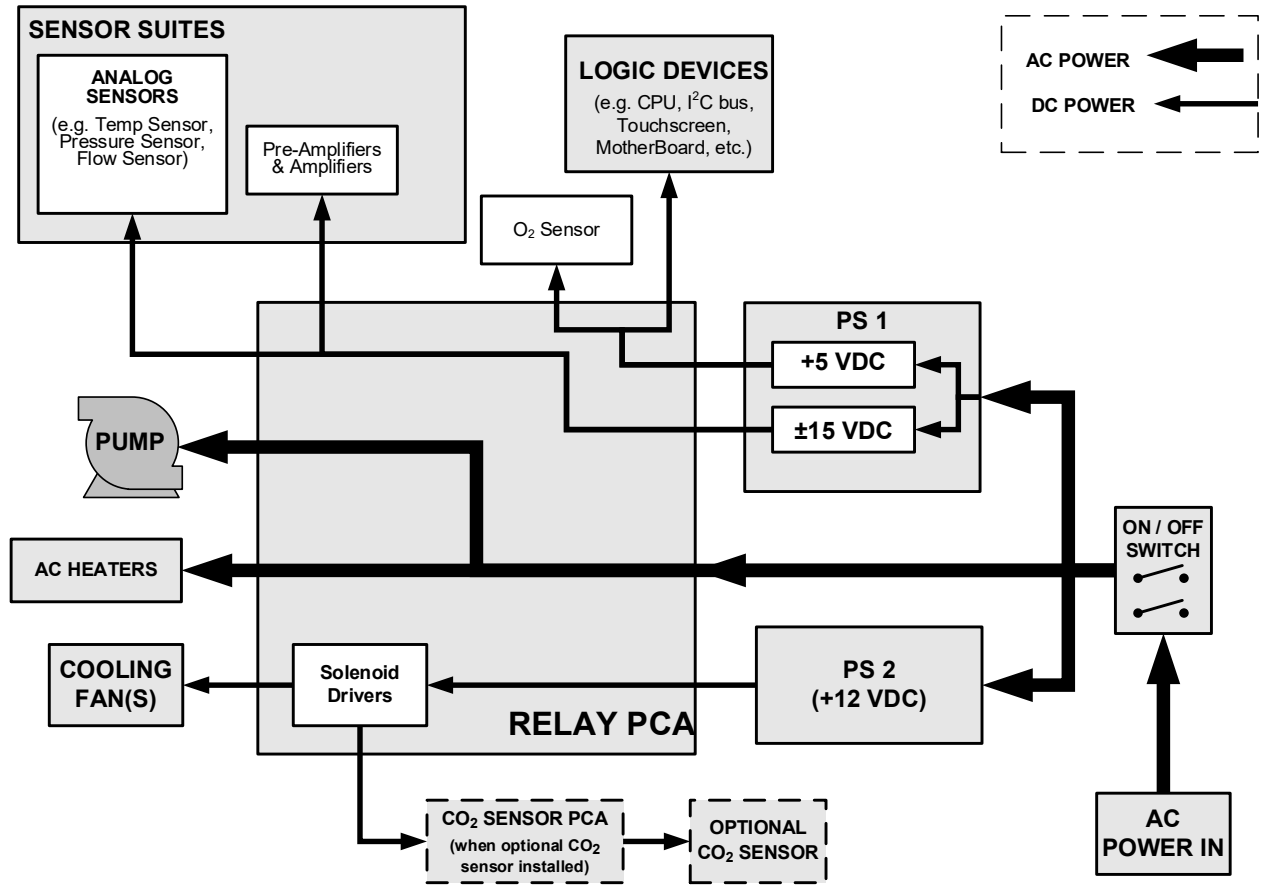 SENSOR SUITES
ANALOG
SENSORS
(e.g. Temp Sensor,
Pressure Sensor,
Flow Sensor)
Pre-Amplifiers
& Amplifiers
LOGIC DEVICES
(e.g. CPU, I²C bus,
Touchscreen,
MotherBoard, etc.)
O₂ Sensor
AC POWER
DC POWER
PS 1
+5 VDC
±15 VDC
PUMP
AC HEATERS
ON / OFF
SWITCH
COOLING
FAN(S)
Solenoid
Drivers
PS 2
(+12 VDC)
RELAY PCA
CO₂ SENSOR PCA
(when optional CO₂
sensor installed)
OPTIONAL
CO₂ SENSOR
AC
POWER IN